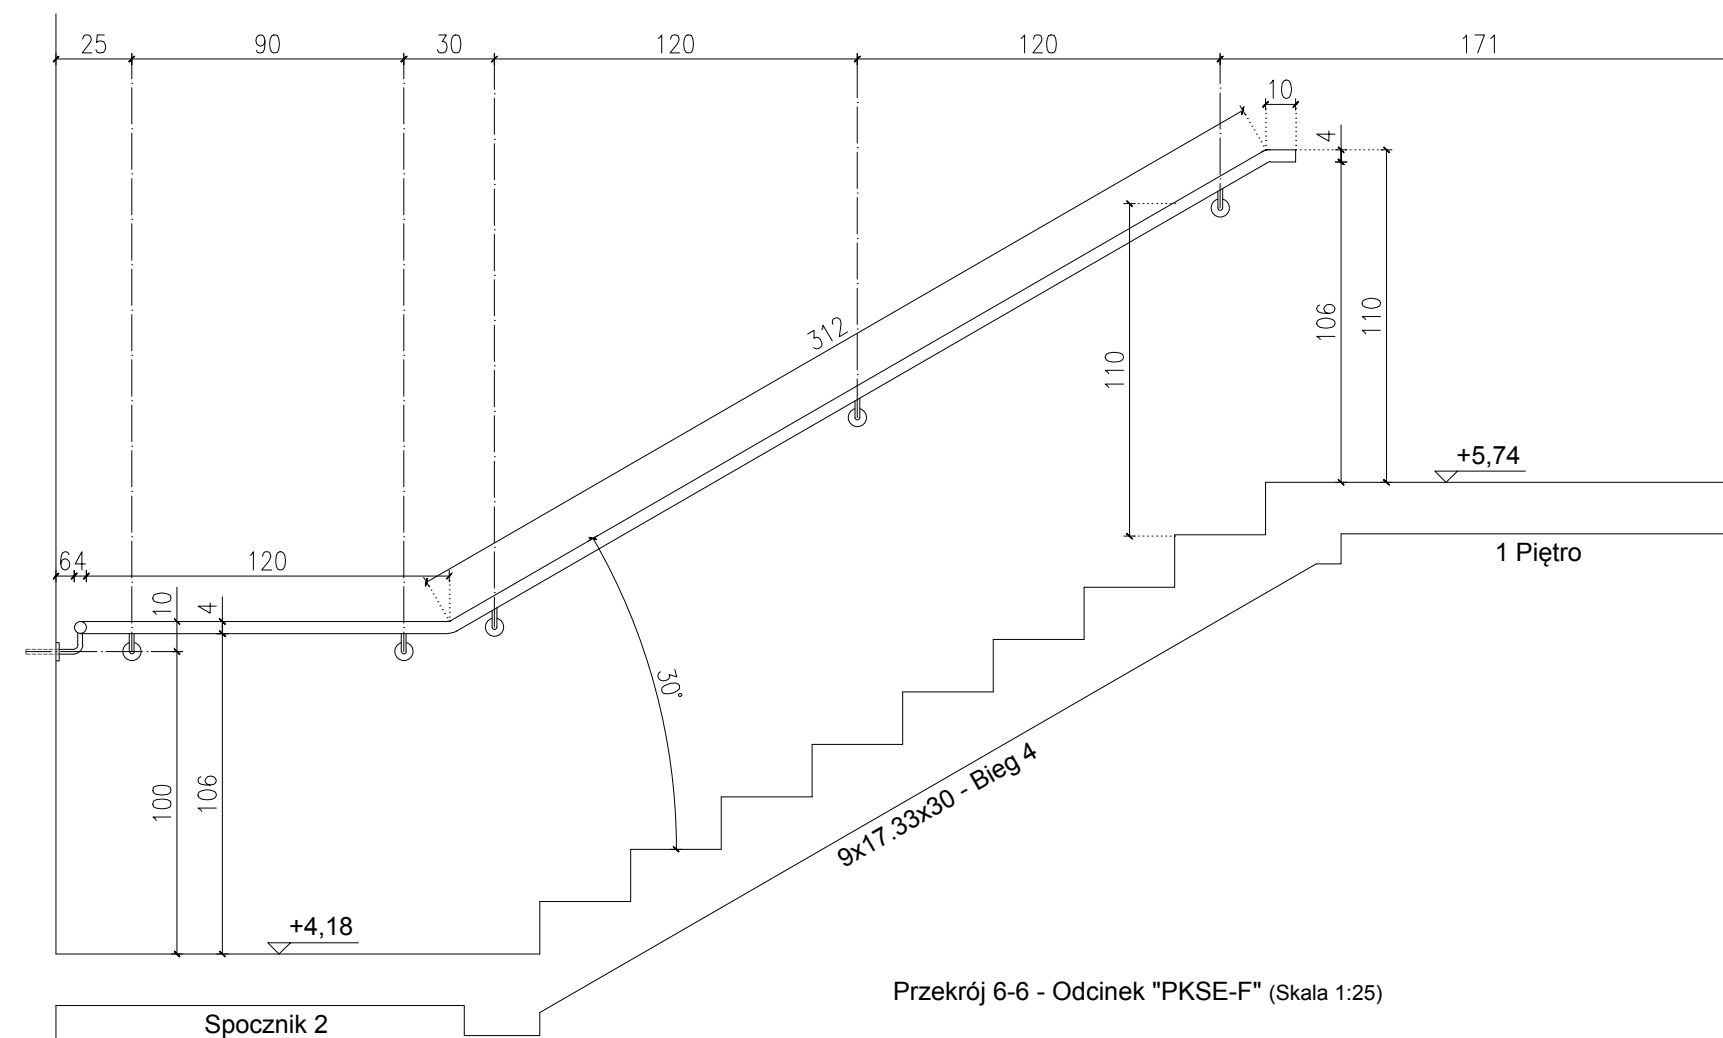 25 90 30 120 120 171
10
4
312
106
110
110
+5,74
1 Piętro
64 120
10
4
30°
100
106
9x17.33x30 - Bieg 4
+4,18
Przekrój 6-6 - Odcinek "PKSE-F" (Skala 1:25)
Spocznik 2